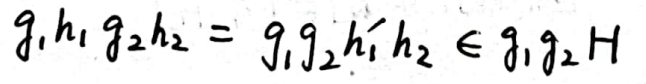 g₁h₁g₂h₂ = g₁g₂h₁′h₂ ∈ g₁g₂H